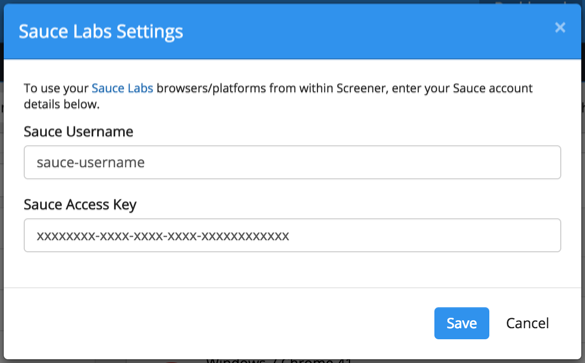 Sauce Labs Settings
×
To use your Sauce Labs browsers/platforms from within Screener, enter your Sauce account
details below.
Sauce Username
sauce-username
Sauce Access Key
xxxxxxxx-xxxx-xxxx-xxxx-xxxxxxxxxxxx
Save Cancel